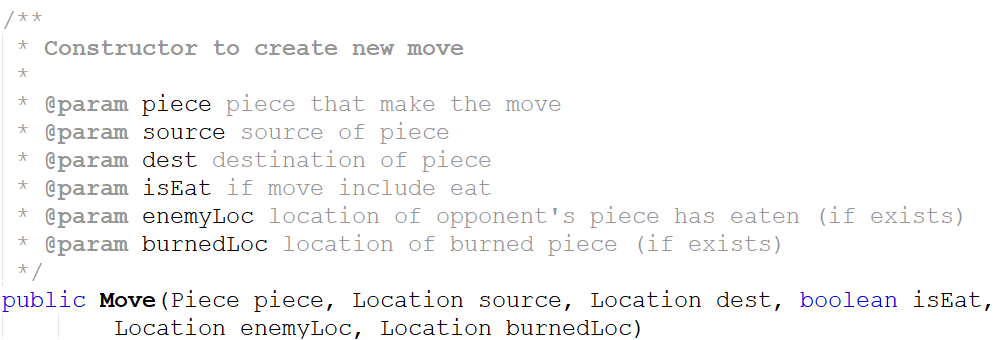 /**
 * Constructor to create new move
 *
 * @param piece piece that make the move
 * @param source source of piece
 * @param dest destination of piece
 * @param isEat if move include eat
 * @param enemyLoc location of opponent's piece has eaten (if exists)
 * @param burnedLoc location of burned piece (if exists)
 */
public Move(Piece piece, Location source, Location dest, boolean isEat,
        Location enemyLoc, Location burnedLoc)